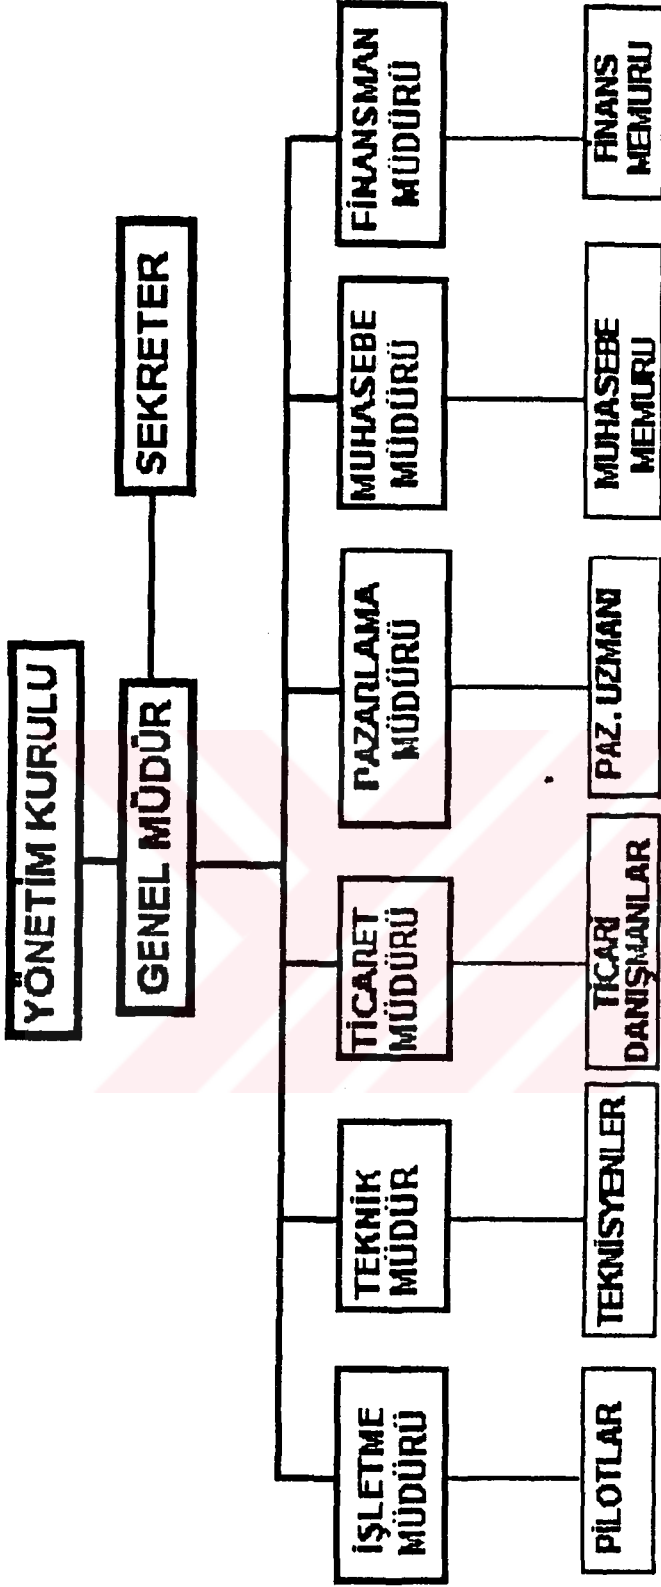 YÖNETİM KURULU
GENEL MÜDÜR
SEKRETER
İŞLETME
MÜDÜRÜ
TEKNİK
MÜDÜR
TİCARET
MÜDÜRÜ
PAZARLAMA
MÜDÜRÜ
MUHASEBE
MÜDÜRÜ
FİNANSMAN
MÜDÜRÜ
PİLOTLAR
TEKNİSYENLER
TİCARİ
DANIŞMANLAR
PAZ. UZMANI
MUHASEBE
MEMURU
FİNANS
MEMURU